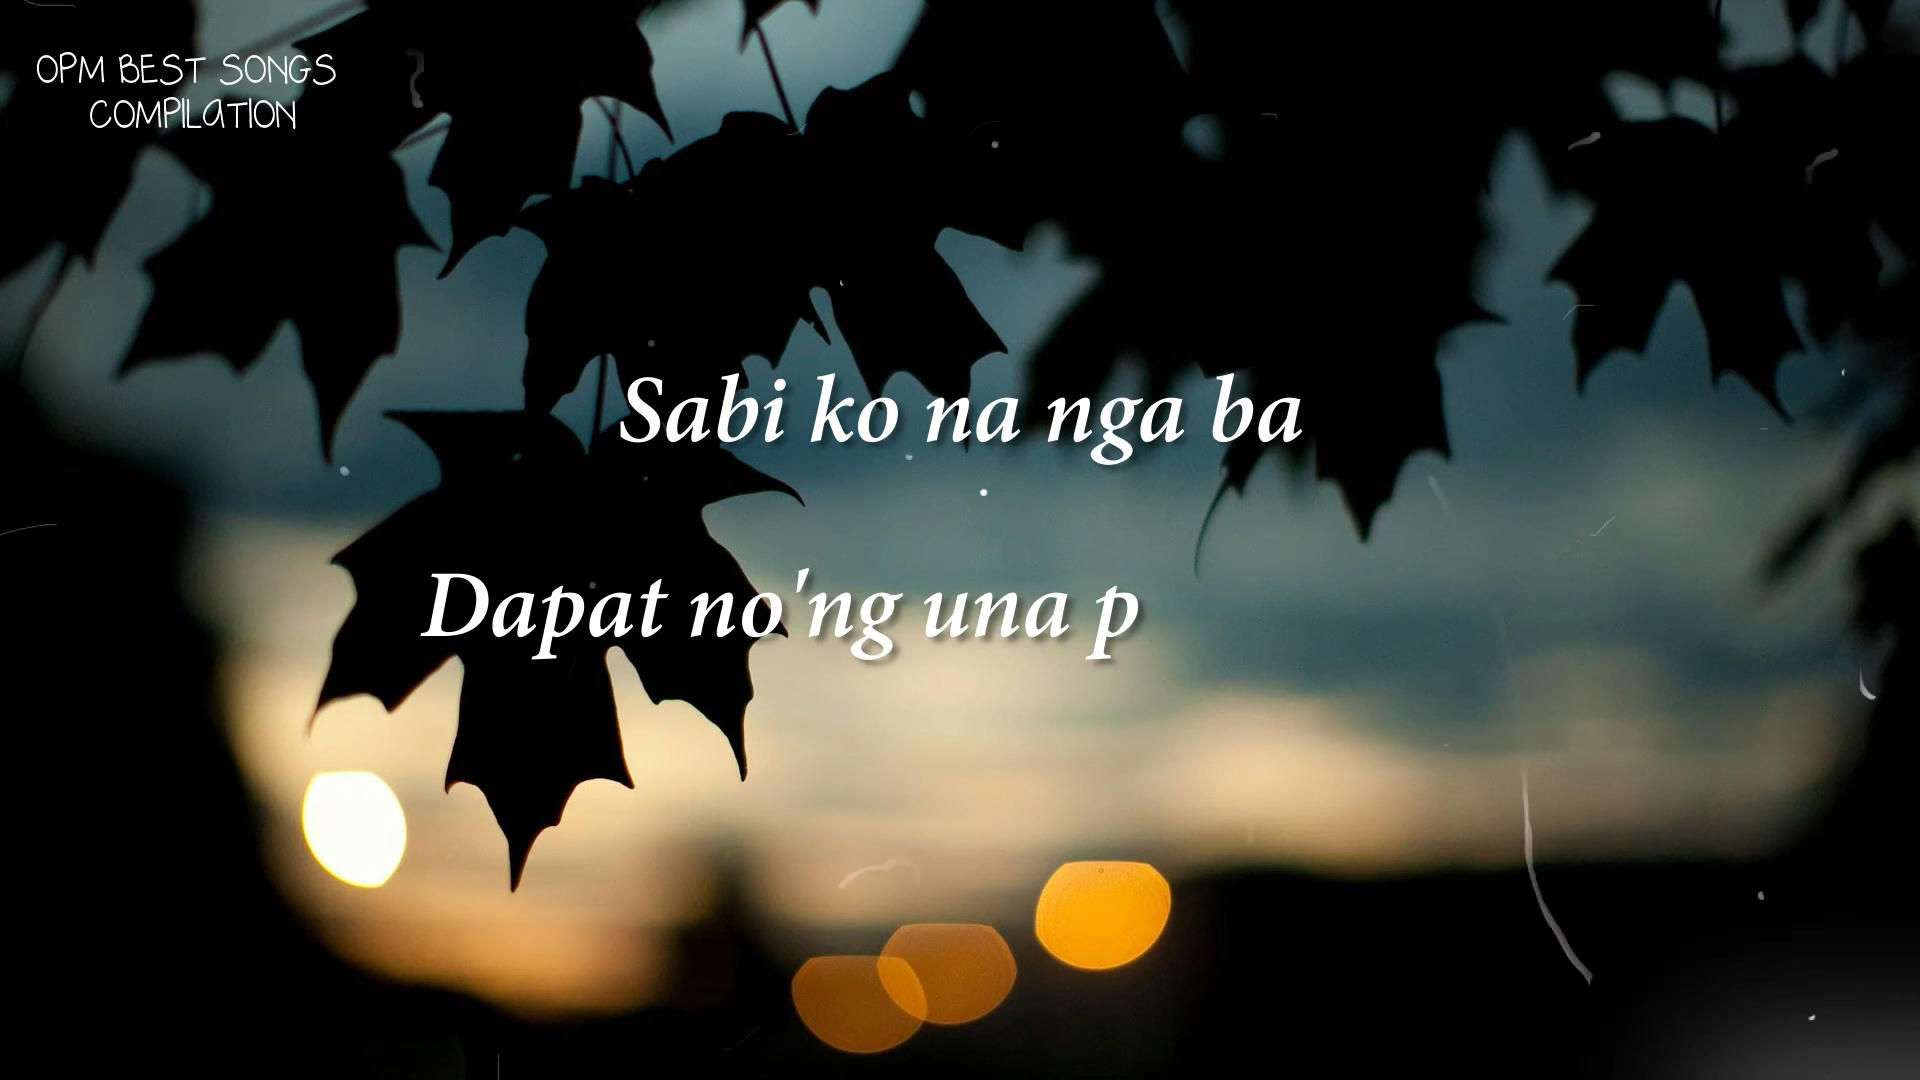 OPM BEST SONGS
COMPILATION
Sabi ko na nga ba
Dapat no'ng una p